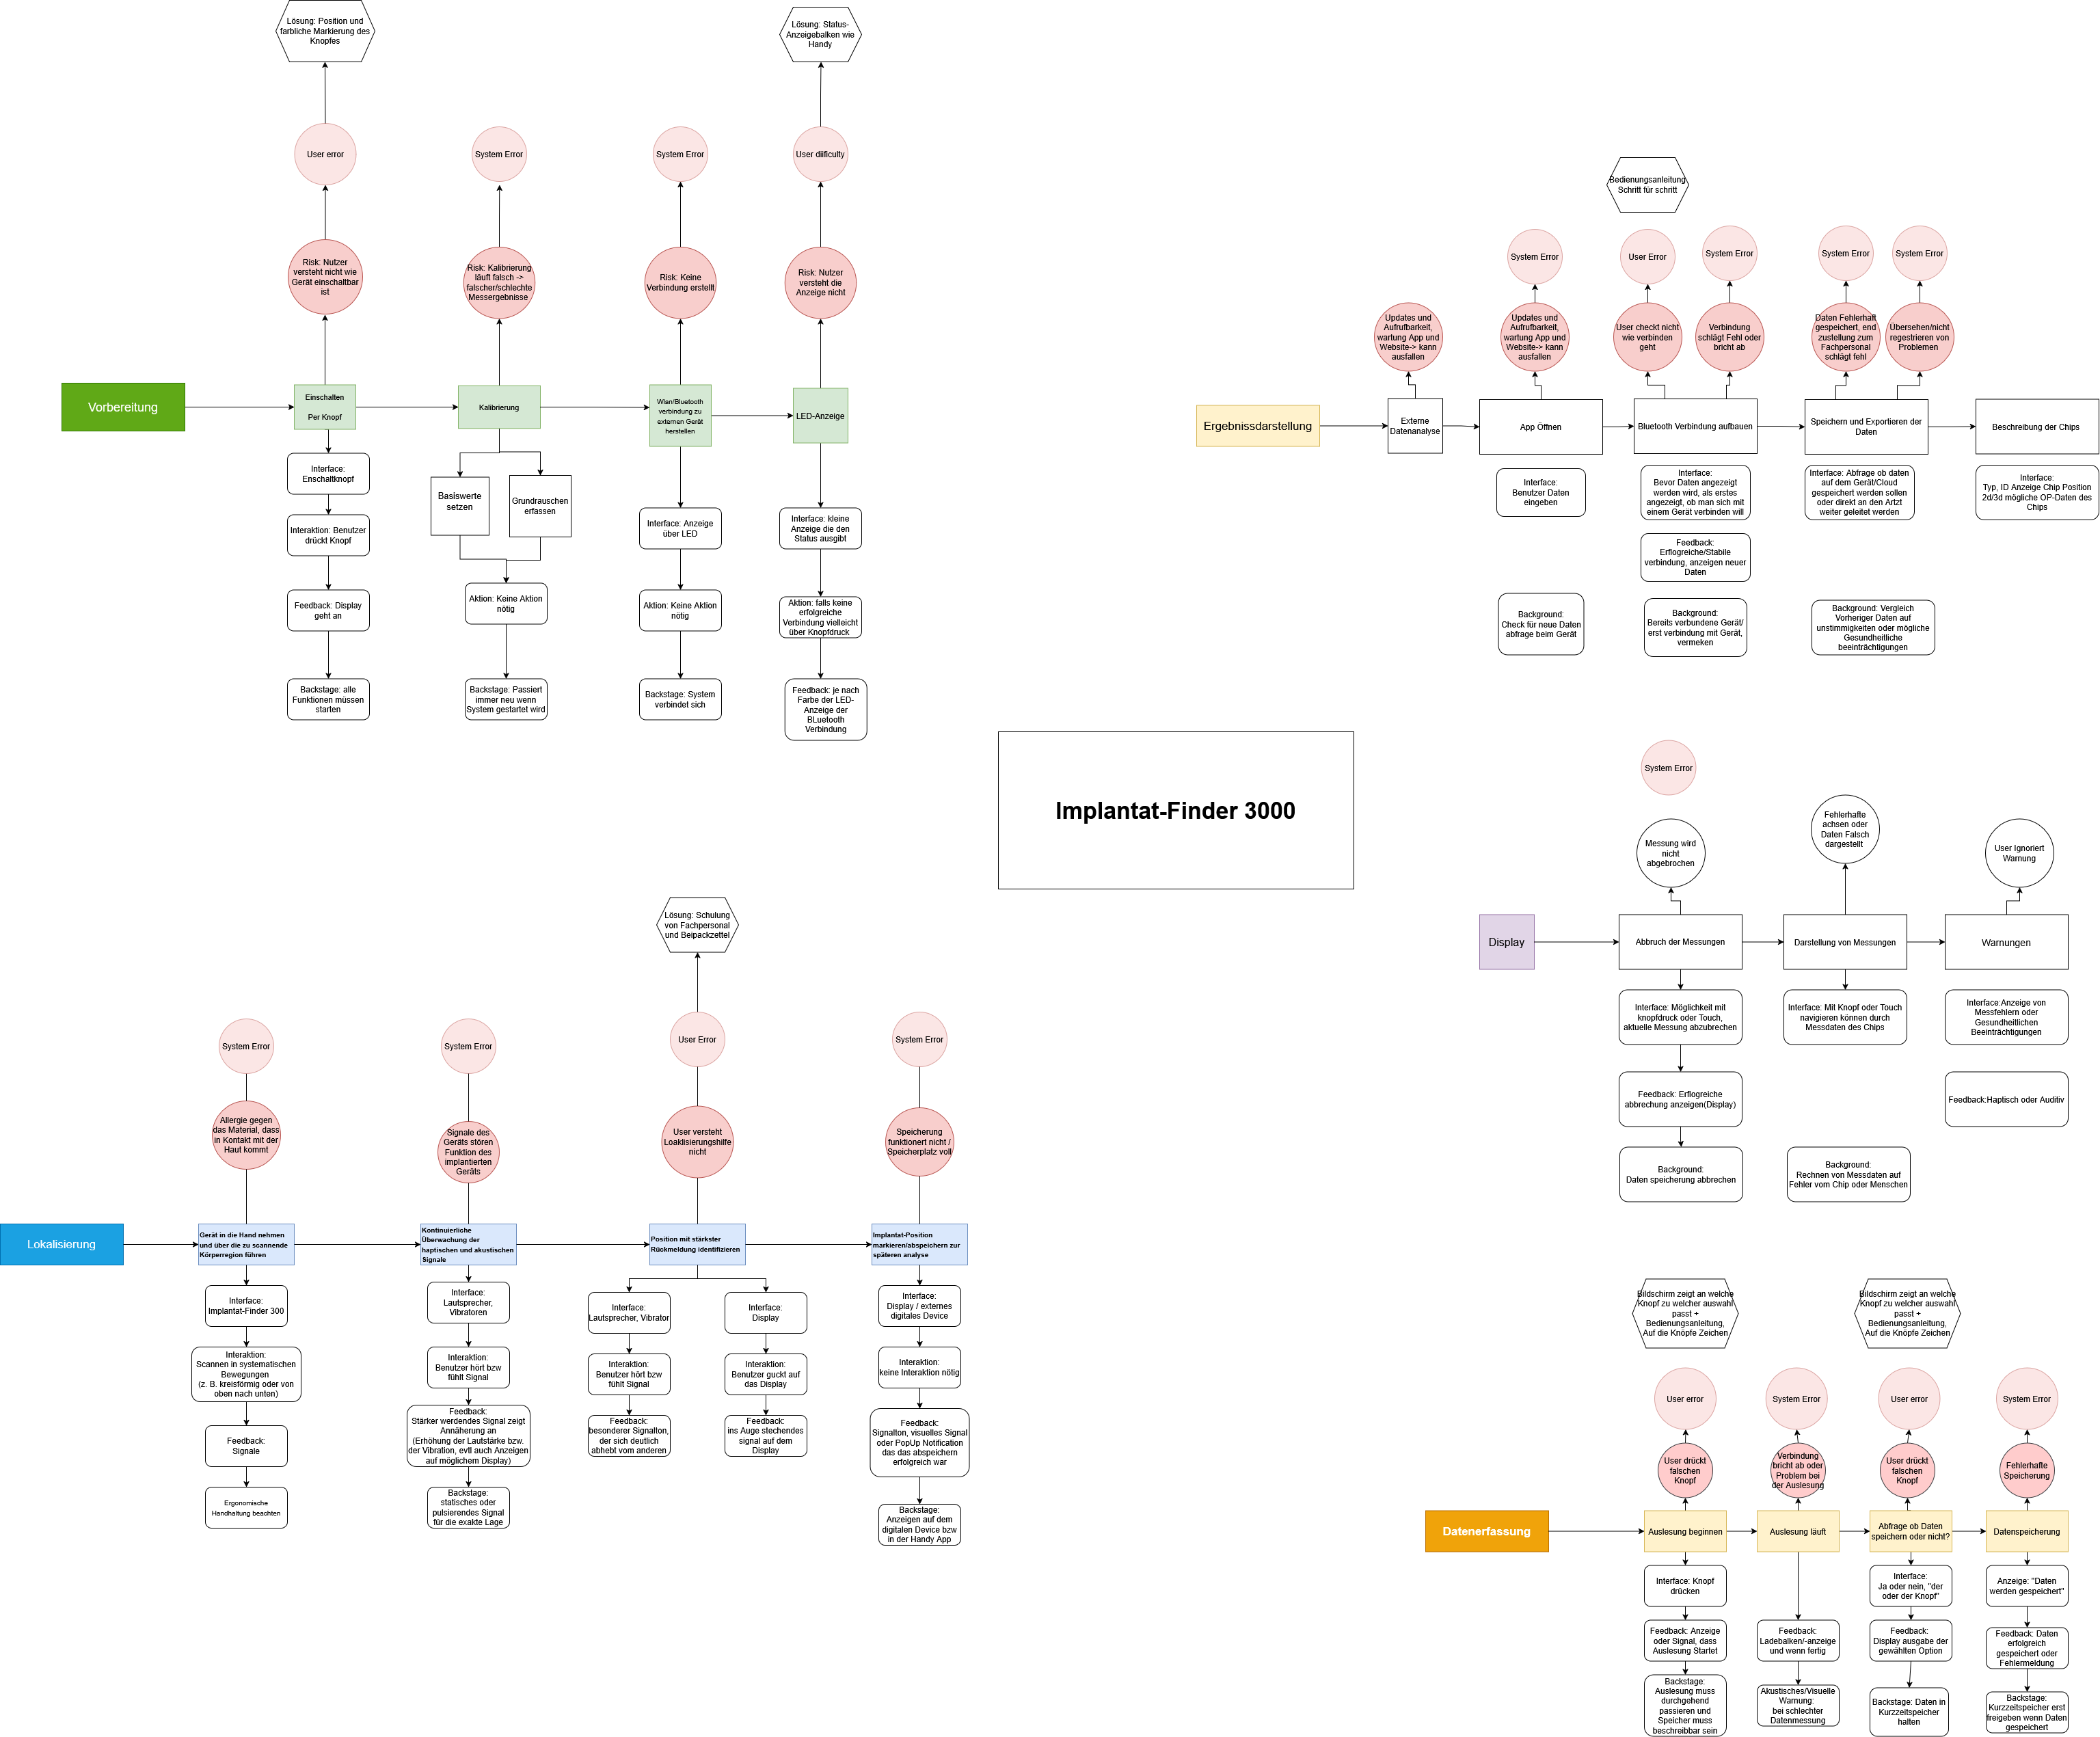 Lösung: Position und
farbliche Markierung des
Knopfes
Lösung: Status-
Anzeigebalken wie
Handy
User error
System Error
System Error
User diificulty
Risk: Nutzer
versteht nicht wie
Gerät einschaltbar
ist
Risk: Kalibrierung
läuft falsch ->
falscher/schlechte
Messergebnisse
Risk: Keine
Verbindung erstellt
Risk: Nutzer
versteht die
Anzeige nicht
Vorbereitung
Einschalten
Per Knopf
Kalibrierung
Wlan/Bluetooth
verbindung zu
externen Gerät
herstellen
LED-Anzeige
Interface:
Enschaltknopf
Interaktion: Benutzer
drückt Knopf
Feedback: Display
geht an
Backstage: alle
Funktionen müssen
starten
Basiswerte
setzen
Grundrauschen
erfassen
Aktion: Keine Aktion
nötig
Backstage: Passiert
immer neu wenn
System gestartet wird
Interface: Anzeige
über LED
Aktion: Keine Aktion
nötig
Backstage: System
verbindet sich
Interface: kleine
Anzeige die den
Status ausgibt
Aktion: falls keine
erfolgreiche
Verbindung vielleicht
über Knopfdruck
Feedback: je nach
Farbe der LED-
Anzeige der
BLuetooth
Verbindung
Bedienungsanleitung
Schritt für schritt
System Error
User Error
System Error
System Error
System Error
Updates und
Aufrufbarkeit,
wartung App und
Website-> kann
ausfallen
Updates und
Aufrufbarkeit,
wartung App und
Website-> kann
ausfallen
User checkt nicht
wie verbinden
geht
Verbindung
schlägt Fehl oder
bricht ab
Daten Fehlerhaft
gespeichert, end
zustellung zum
Fachpersonal
schlägt fehl
Übersehen/nicht
regestrieren von
Problemen
Ergebnissdarstellung
Externe
Datenanalyse
App Öffnen
Bluetooth Verbindung aufbauen
Speichern und Exportieren der
Daten
Beschreibung der Chips
Interface:
Benutzer Daten
eingeben
Interface:
Bevor Daten angezeigt
werden wird, als erstes
angezeigt, ob man sich mit
einem Gerät verbinden will
Interface: Abfrage ob daten
auf dem Gerät/Cloud
gespeichert werden sollen
oder direkt an den Artzt
weiter geleitet werden
Interface:
Typ, ID Anzeige Chip Position
2d/3d mögliche OP-Daten des
Chips
Feedback:
Erflogreiche/Stabile
verbindung, anzeigen neuer
Daten
Background:
Check für neue Daten
abfrage beim Gerät
Background:
Bereits verbundene Gerät/
erst verbindung mit Gerät,
vermeken
Background: Vergleich
Vorheriger Daten auf
unstimmigkeiten oder mögliche
Gesundheitliche
beeinträchtigungen
Implantat-Finder 3000
System Error
Messung wird
nicht
abgebrochen
Fehlerhafte
achsen oder
Daten Falsch
dargestellt
User Ignoriert
Warnung
Display
Abbruch der Messungen
Darstellung von Messungen
Warnungen
Interface: Möglichkeit mit
knopfdruck oder Touch,
aktuelle Messung abzubrechen
Interface: Mit Knopf oder Touch
navigieren können durch
Messdaten des Chips
Interface:Anzeige von
Messfehlern oder
Gesundheitlichen
Beeinträchtigungen
Feedback: Erflogreiche
abbrechung anzeigen(Display)
Feedback:Haptisch oder Auditiv
Background:
Daten speicherung abbrechen
Background:
Rechnen von Messdaten auf
Fehler vom Chip oder Menschen
Lösung: Schulung
von Fachpersonal
und Beipackzettel
System Error
System Error
User Error
System Error
Allergie gegen
das Material, dass
in Kontakt mit der
Haut kommt
Signale des
Geräts stören
Funktion des
implantierten
Geräts
User versteht
Loaklisierungshilfe
nicht
Speicherung
funktionert nicht /
Speicherplatz voll
Lokalisierung
Gerät in die Hand nehmen
und über die zu scannende
Körperregion führen
Kontinuierliche
Überwachung der
haptischen und akustischen
Signale
Position mit stärkster
Rückmeldung identifizieren
Implantat-Position
markieren/abspeichern zur
späteren analyse
Interface:
Implantat-Finder 300
Interaktion:
Scannen in systematischen
Bewegungen
(z. B. kreisförmig oder von
oben nach unten)
Feedback:
Signale
Ergonomische
Handhaltung beachten
Interface:
Lautsprecher,
Vibratoren
Interaktion:
Benutzer hört bzw
fühlt Signal
Feedback:
Stärker werdendes Signal zeigt
Annäherung an
(Erhöhung der Lautstärke bzw.
der Vibration, evtl auch Anzeigen
auf möglichem Display)
Backstage:
statisches oder
pulsierendes Signal
für die exakte Lage
Interface:
Lautsprecher, Vibrator
Interaktion:
Benutzer hört bzw
fühlt Signal
Feedback:
besonderer Signalton,
der sich deutlich
abhebt vom anderen
Interface:
Display
Interaktion:
Benutzer guckt auf
das Display
Feedback:
ins Auge stechendes
signal auf dem
Display
Interface:
Display / externes
digitales Device
Interaktion:
keine Interaktion nötig
Feedback:
Signalton, visuelles Signal
oder PopUp Notification
das das abspeichern
erfolgreich war
Backstage:
Anzeigen auf dem
digitalen Device bzw
in der Handy App
Bildschirm zeigt an welche
Knopf zu welcher auswahl
passt +
Bedienungsanleitung,
Auf die Knöpfe Zeichen
Bildschirm zeigt an welche
Knopf zu welcher auswahl
passt +
Bedienungsanleitung,
Auf die Knöpfe Zeichen
User error
System Error
User error
System Error
User drückt
falschen
Knopf
Verbindung
bricht ab oder
Problem bei
der Auslesung
User drückt
falschen
Knopf
Fehlerhafte
Speicherung
Datenerfassung
Auslesung beginnen
Auslesung läuft
Abfrage ob Daten
speichern oder nicht?
Datenspeicherung
Interface: Knopf
drücken
Feedback: Anzeige
oder Signal, dass
Auslesung Startet
Backstage:
Auslesung muss
durchgehend
passieren und
Speicher muss
beschreibbar sein
Feedback:
Ladebalken/-anzeige
und wenn fertig
Akustisches/Visuelle
Warnung:
bei schlechter
Datenmessung
Interface:
Ja oder nein, "der
oder der Knopf"
Feedback:
Display ausgabe der
gewählten Option
Backstage: Daten in
Kurzzeitspeicher
halten
Anzeige: "Daten
werden gespeichert"
Feedback: Daten
erfolgreich
gespeichert oder
Fehlermeldung
Backstage:
Kurzzeitspeicher erst
freigeben wenn Daten
gespeichert